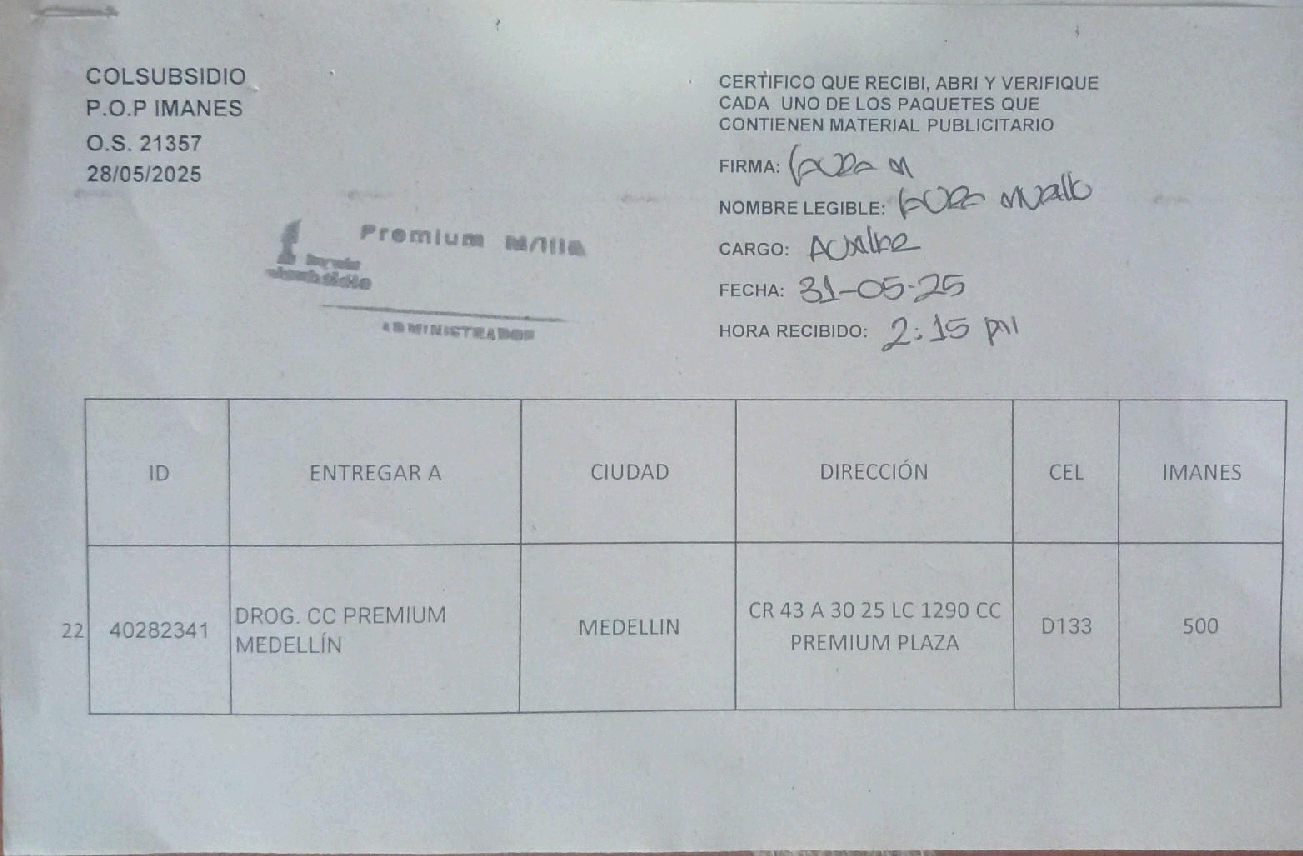 COLSUBSIDIO
P.O.P IMANES
O.S. 21357
28/05/2025
CERTIFICO QUE RECIBI, ABRI Y VERIFIQUE
CADA UNO DE LOS PAQUETES QUE
CONTIENEN MATERIAL PUBLICITARIO
FIRMA:
NOMBRE LEGIBLE:
CARGO:
FECHA: 31-05-25
HORA RECIBIDO: 2:15 pm
Premium M/lla
ADMINISTRADOR
ID ENTREGAR A CIUDAD DIRECCIÓN CEL IMANES
22 40282341 DROG. CC PREMIUM MEDELLÍN MEDELLIN CR 43 A 30 25 LC 1290 CC PREMIUM PLAZA D133 500